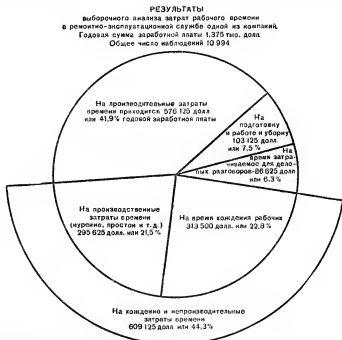 РЕЗУЛЬТАТЫ
выборочного анализа затрат рабочего времени
в ремонтно-эксплуатационной службе одной из компаний.
Годовая сумма заработной платы 1,375 тыс. долл.
Общее число наблюдений 10 994
На производительные затраты
времени приходится 576 125 долл.
или 41,9% годовой заработной платы
На
подготовку
к работе и уборку
103 125 долл.
или 7,5%
На
время затра-
чиваемое для дело-
вых разговоров-86 625 долл
или 6.3%
На производственные
затраты времени
(курение, простои и т.д.)
295 625 долл. или 21,5%
На время хождения рабочих
313 500 долл. или 22,8%
На хождение и непроизводительные
затраты времени
609 125 долл. или 44,3%